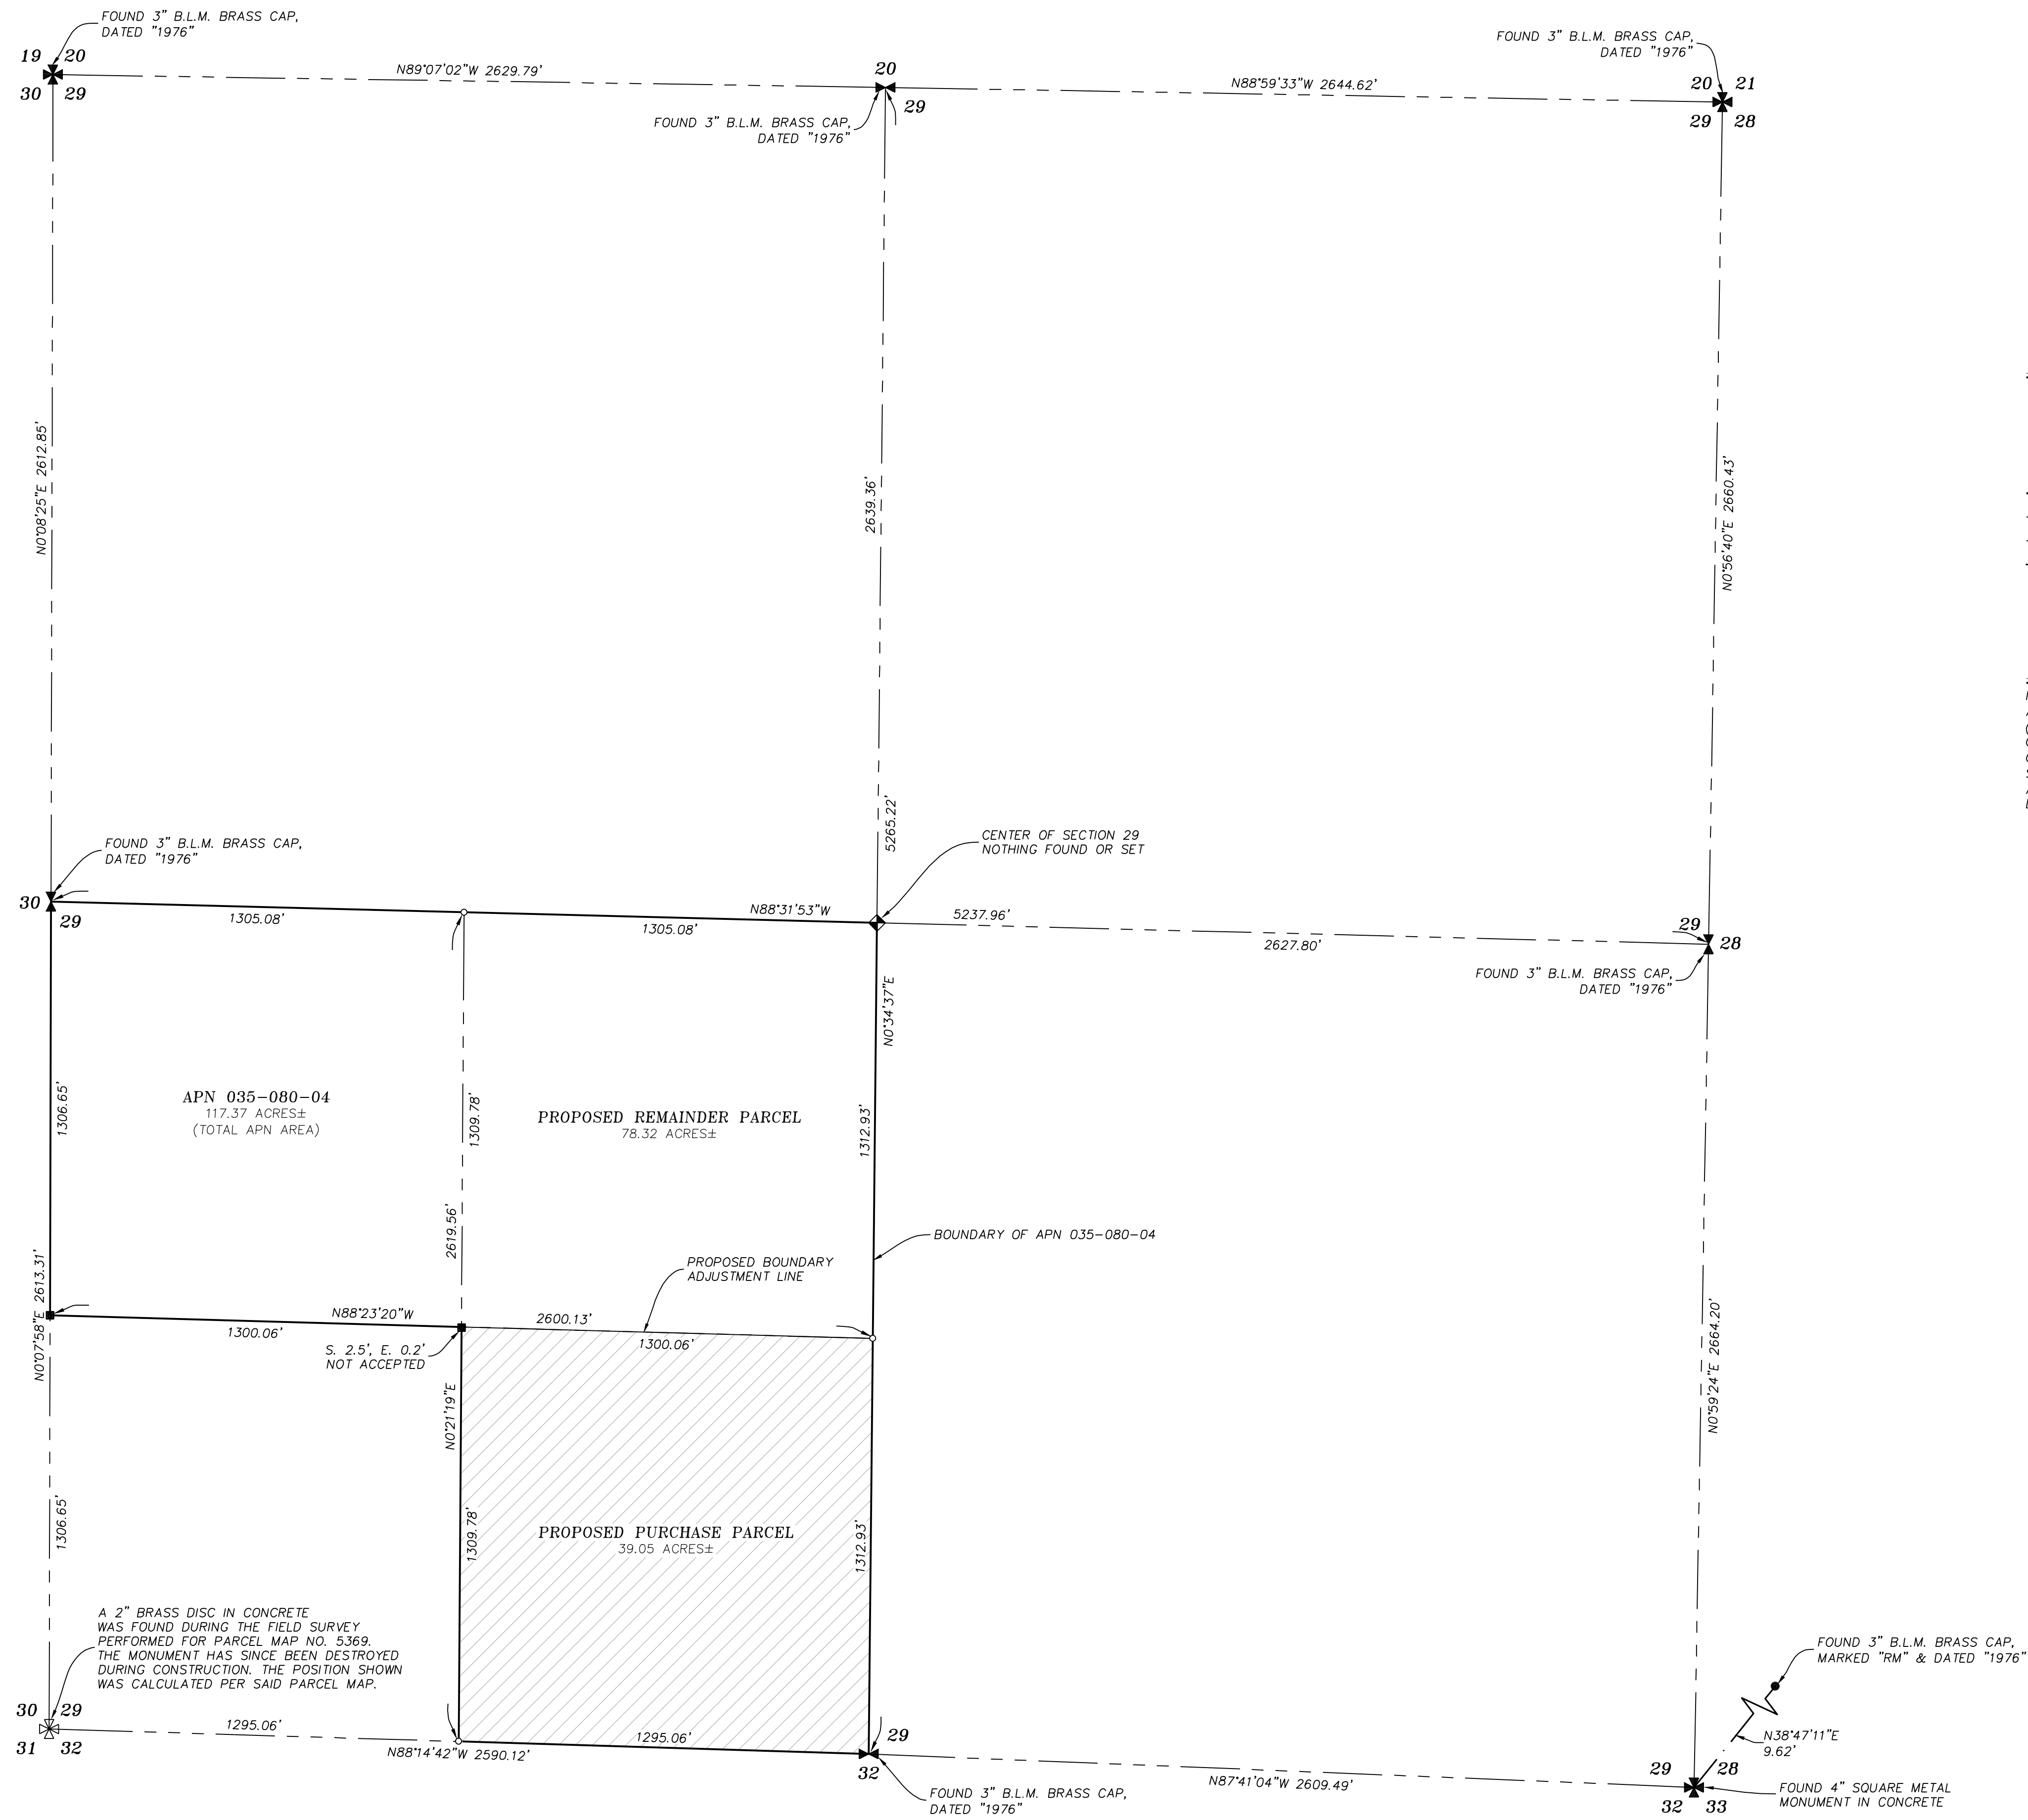 FOUND 3" B.L.M. BRASS CAP,
DATED "1976"
19 20
30 29
N89°07'02"W 2629.79'
20
29
FOUND 3" B.L.M. BRASS CAP,
DATED "1976"
N88°59'33"W 2644.62'
FOUND 3" B.L.M. BRASS CAP,
DATED "1976"
20 21
29 28
N0°08'25"E 2612.85'
2639.36'
5265.22'
N0°56'40"E 2660.43'
FOUND 3" B.L.M. BRASS CAP,
DATED "1976"
30
29
1305.08'
N88°31'53"W
1305.08'
CENTER OF SECTION 29
NOTHING FOUND OR SET
5237.96'
2627.80'
29
28
FOUND 3" B.L.M. BRASS CAP,
DATED "1976"
N0°34'37"E
1306.65'
APN 035-080-04
117.37 ACRES±
(TOTAL APN AREA)
1309.78'
PROPOSED REMAINDER PARCEL
78.32 ACRES±
1312.93'
2619.56'
BOUNDARY OF APN 035-080-04
PROPOSED BOUNDARY
ADJUSTMENT LINE
N0°07'58"E 2613.31'
N88°23'20"W
1300.06'
2600.13'
1300.06'
S. 2.5', E. 0.2'
NOT ACCEPTED
N0°21'19"E
N0°59'24"E 2664.20'
1306.65'
1309.78'
PROPOSED PURCHASE PARCEL
39.05 ACRES±
1312.93'
A 2" BRASS DISC IN CONCRETE
WAS FOUND DURING THE FIELD SURVEY
PERFORMED FOR PARCEL MAP NO. 5369.
THE MONUMENT HAS SINCE BEEN DESTROYED
DURING CONSTRUCTION. THE POSITION SHOWN
WAS CALCULATED PER SAID PARCEL MAP.
30 29
31 32
1295.06'
N88°14'42"W 2590.12'
1295.06'
29
32
FOUND 3" B.L.M. BRASS CAP,
DATED "1976"
N87°41'04"W 2609.49'
FOUND 3" B.L.M. BRASS CAP,
MARKED "RM" & DATED "1976"
N38°47'11"E
9.62'
29 28
32 33
FOUND 4" SQUARE METAL
MONUMENT IN CONCRETE